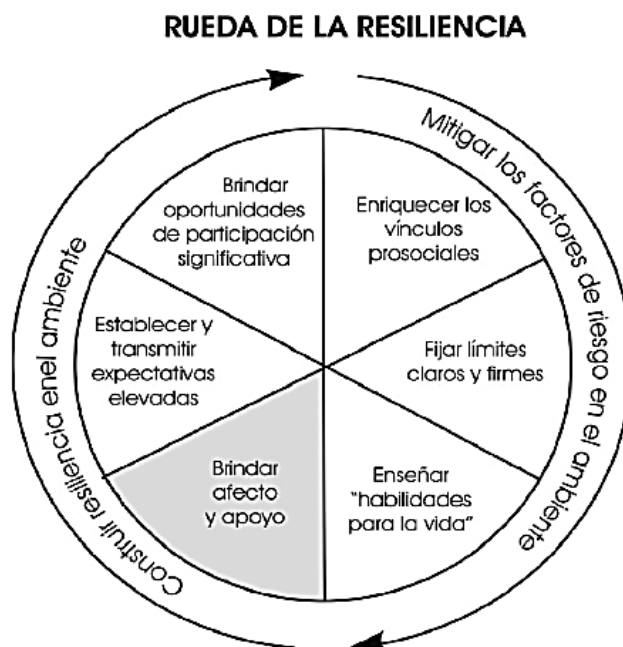 RUEDA DE LA RESILIENCIA
Mitigar los factores de riesgo en el ambiente
Enriquecer los
vínculos
prosociales
Fijar límites
claros y firmes
Enseñar
"habilidades
para la vida"
Construir resiliencia enel ambiente
Brindar
afecto
y apoyo
Establecer y
transmitir
expectativas
elevadas
Brindar
oportunidades
de participación
significativa